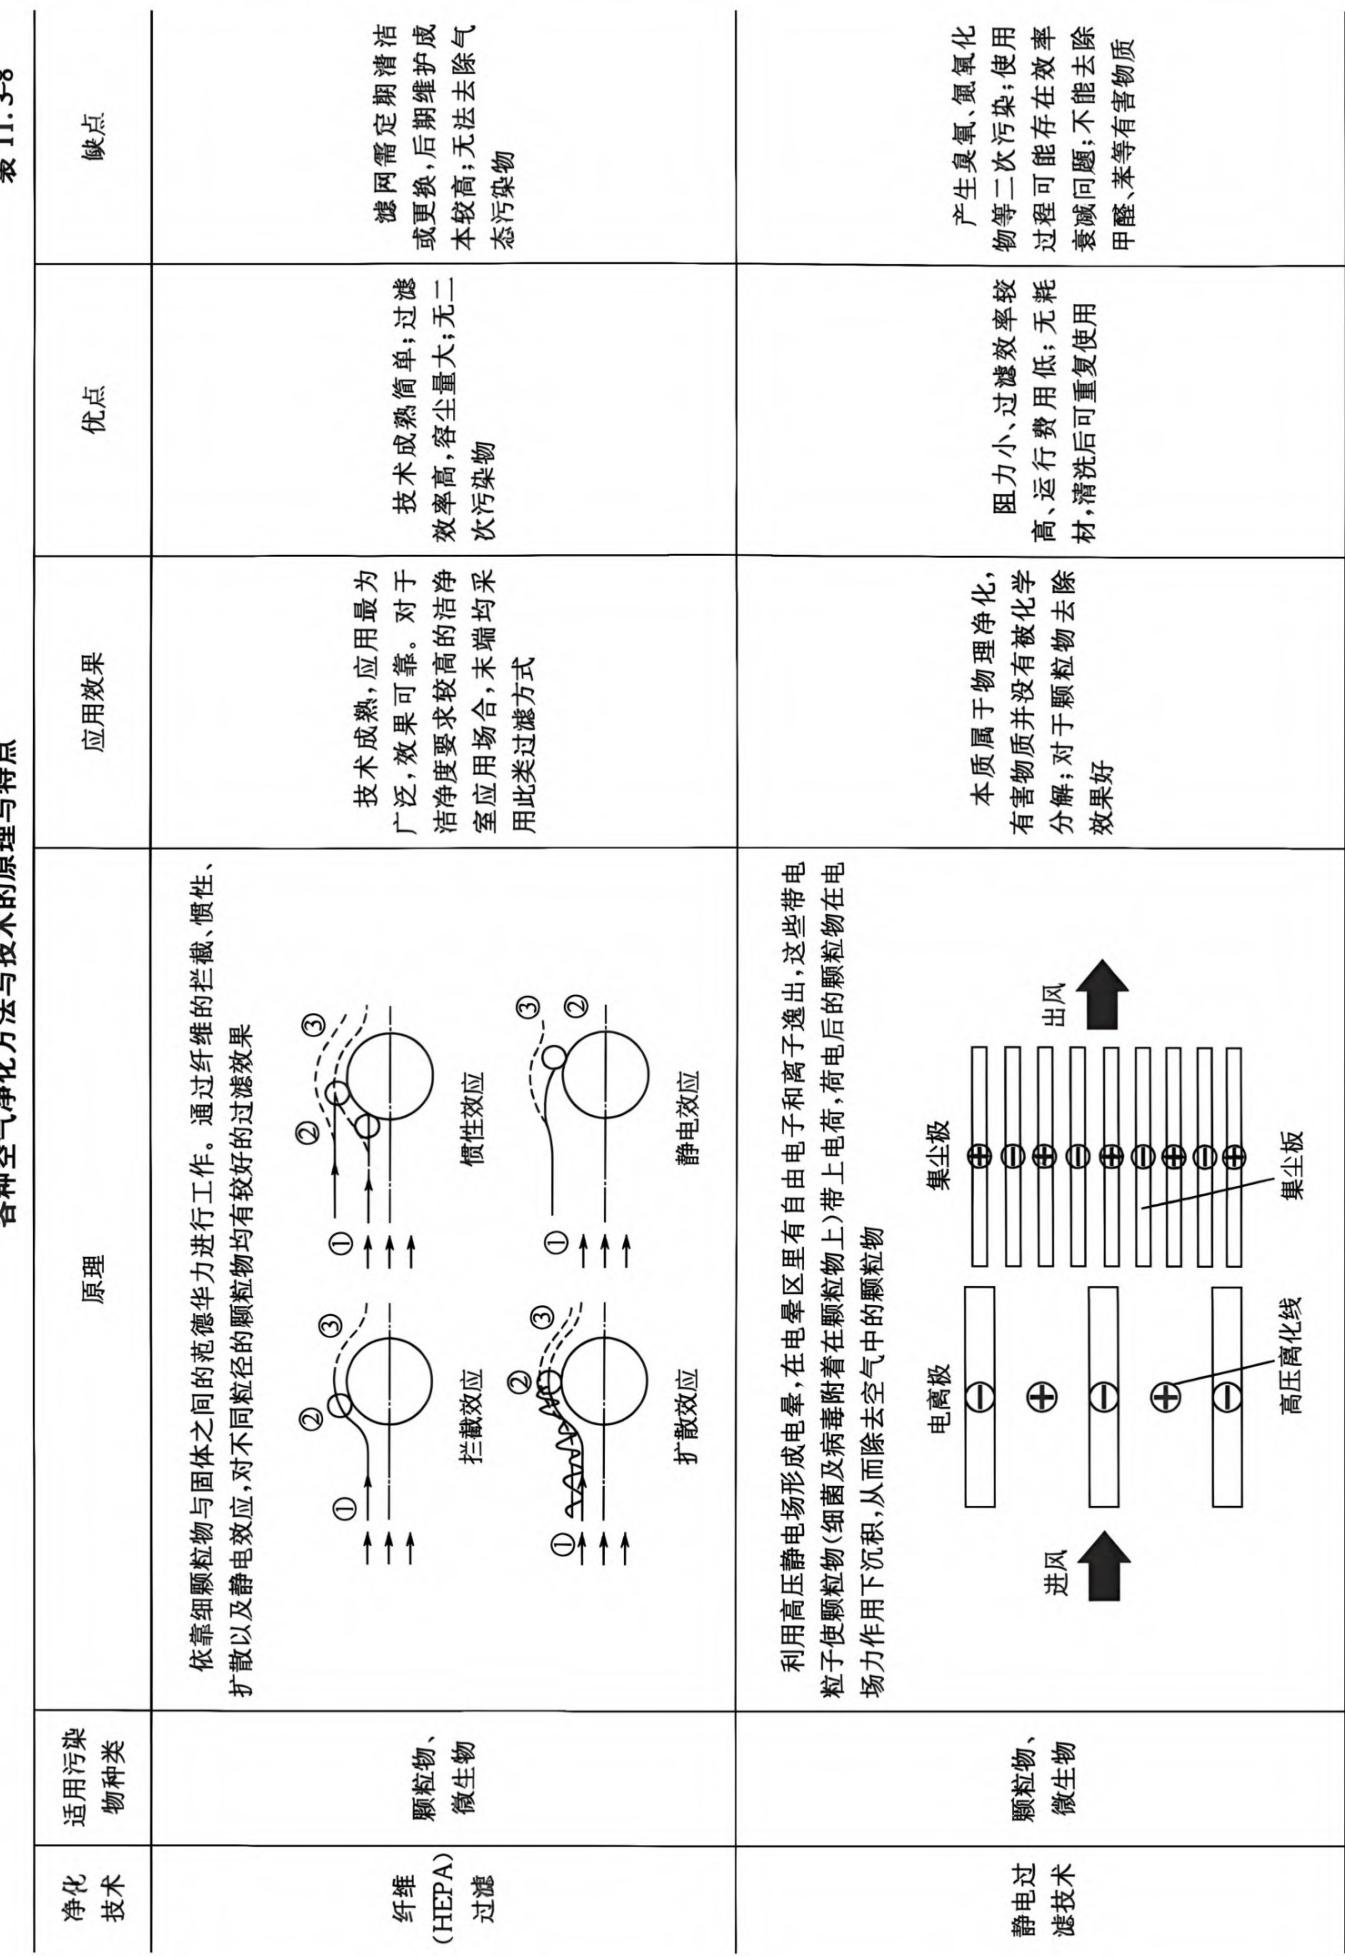 各种空气净化方法与技术的原理与特点
表 11.3-8
净化
技术
适用污染
物种类
原理
应用效果
优点
缺点
纤维
(HEPA)
过滤
颗粒物、
微生物
依靠细颗粒物与固体之间的范德华力进行工作。通过纤维的拦截、惯性、
扩散以及静电效应,对不同粒径的颗粒物均有较好的过滤效果
① ② ③
拦截效应
① ② ③
惯性效应
① ② ③
扩散效应
① ③ ②
静电效应
技术成熟,应用最为
广泛,效果可靠。对于
洁净度要求较高的洁净
室应用场合,末端均采
用此类过滤方式
技术成熟简单;过滤
效率高,容尘量大;无二
次污染物
滤网需定期清洁
或更换,后期维护成
本较高;无法去除气
态污染物
静电过
滤技术
颗粒物、
微生物
利用高压静电场形成电晕,在电晕区里有自由电子和离子逸出,这些带电
粒子使颗粒物(细菌及病毒附着在颗粒物上)带上电荷,荷电后的颗粒物在电
场力作用下沉积,从而除去空气中的颗粒物
电离极
集尘极
进风
出风
高压离化线
集尘板
本质属于物理净化,
有害物质并没有被化学
分解;对于颗粒物去除
效果好
阻力小、过滤效率较
高、运行费用低;无耗
材,清洗后可重复使用
产生臭氧、氮氧化
物等二次污染;使用
过程可能存在效率
衰减问题;不能去除
甲醛、苯等有害物质